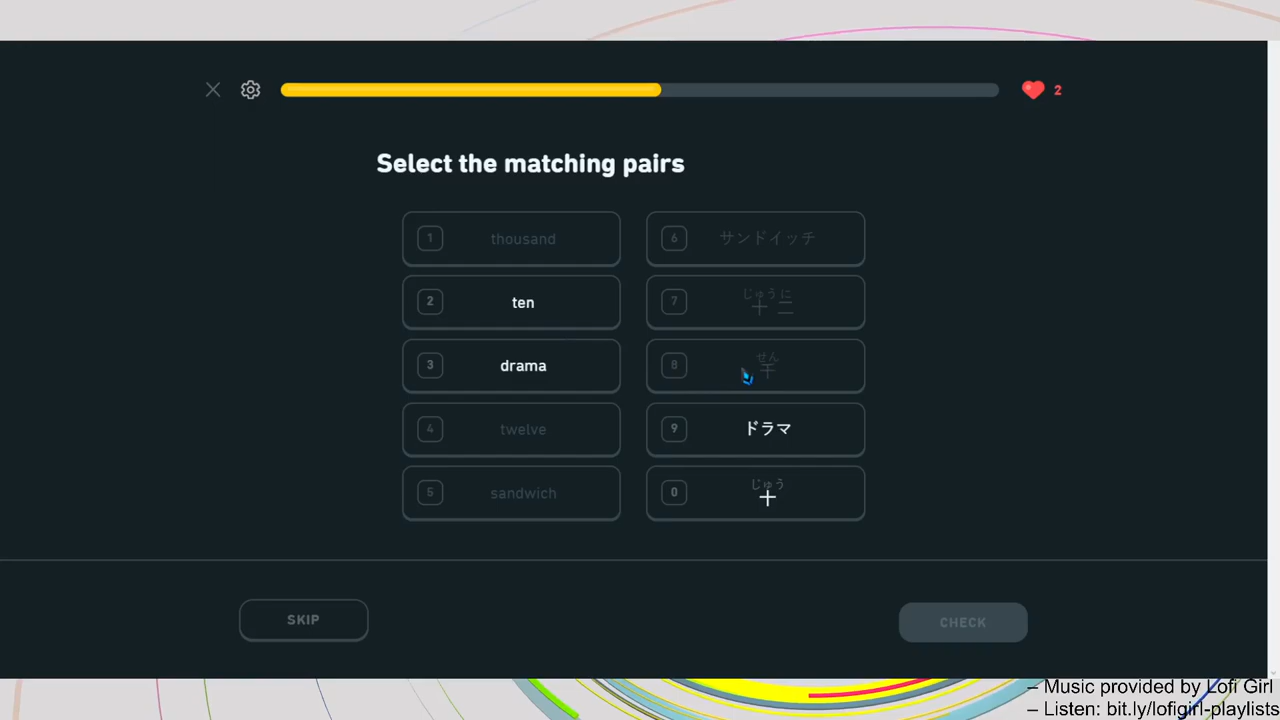 2
Select the matching pairs
1 thousand
6 サンドイッチ
2 ten
7 じゅうに
十二
3 drama
8 せん
千
4 twelve
9 ドラマ
5 sandwich
0 じゅう
十
SKIP
CHECK
– Music provided by Lofi Girl
– Listen: bit.ly/lofigirl-playlists